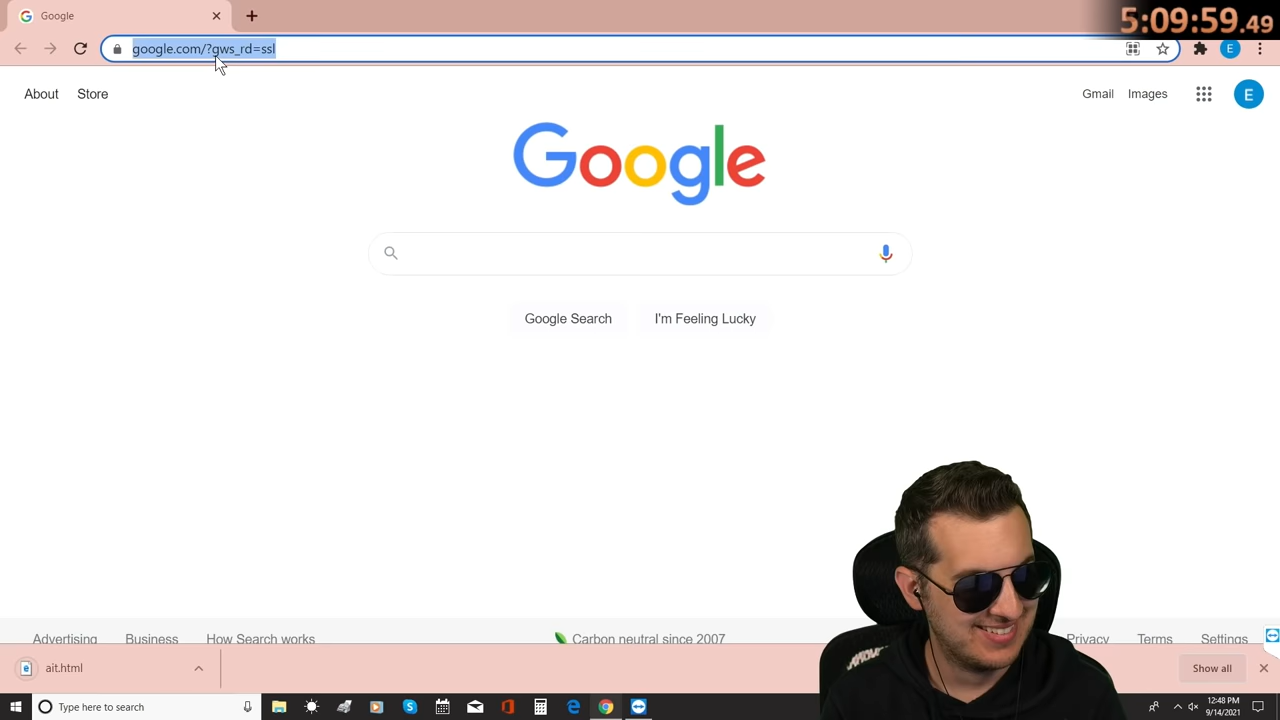 Google
5:09:59.49
google.com/?gws_rd=ssl
E
About Store
Gmail Images
E
Google
Google Search I'm Feeling Lucky
Advertising Business How Search works
Carbon neutral since 2007
Privacy Terms Settings
ait.html
Show all
Type here to search
12:48 PM
9/14/2021